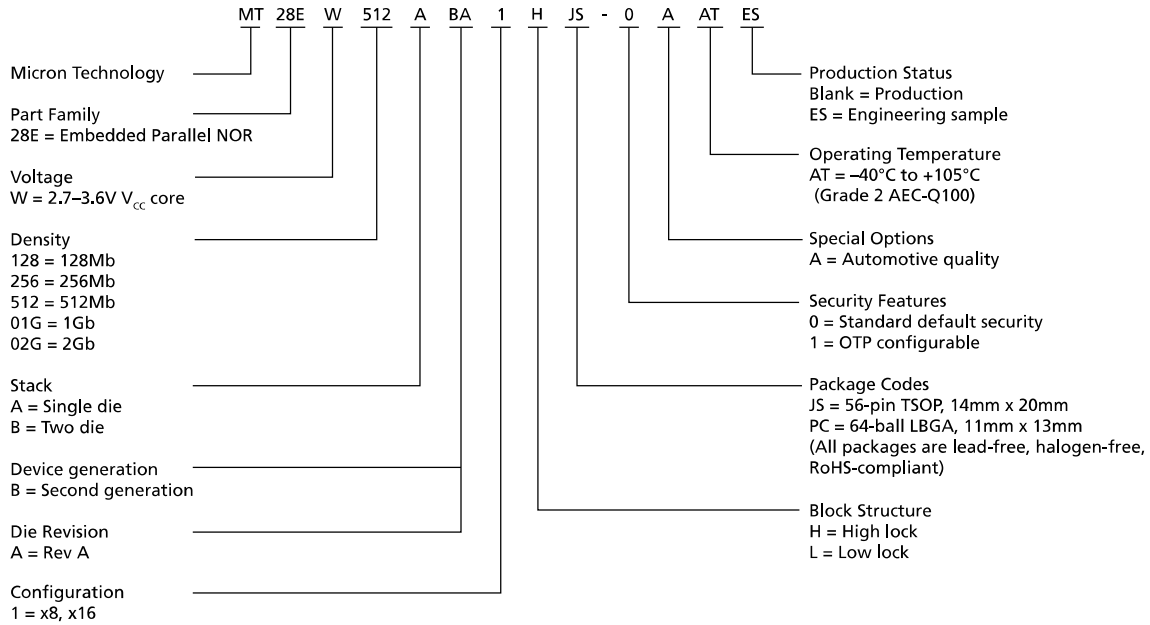 MT 28E W 512 A BA 1 H JS - 0 A AT ES
Micron Technology
Part Family
28E = Embedded Parallel NOR
Voltage
W = 2.7–3.6V VCC core
Density
128 = 128Mb
256 = 256Mb
512 = 512Mb
01G = 1Gb
02G = 2Gb
Stack
A = Single die
B = Two die
Device generation
B = Second generation
Die Revision
A = Rev A
Configuration
1 = x8, x16
Production Status
Blank = Production
ES = Engineering sample
Operating Temperature
AT = –40°C to +105°C
(Grade 2 AEC-Q100)
Special Options
A = Automotive quality
Security Features
0 = Standard default security
1 = OTP configurable
Package Codes
JS = 56-pin TSOP, 14mm x 20mm
PC = 64-ball LBGA, 11mm x 13mm
(All packages are lead-free, halogen-free,
RoHS-compliant)
Block Structure
H = High lock
L = Low lock